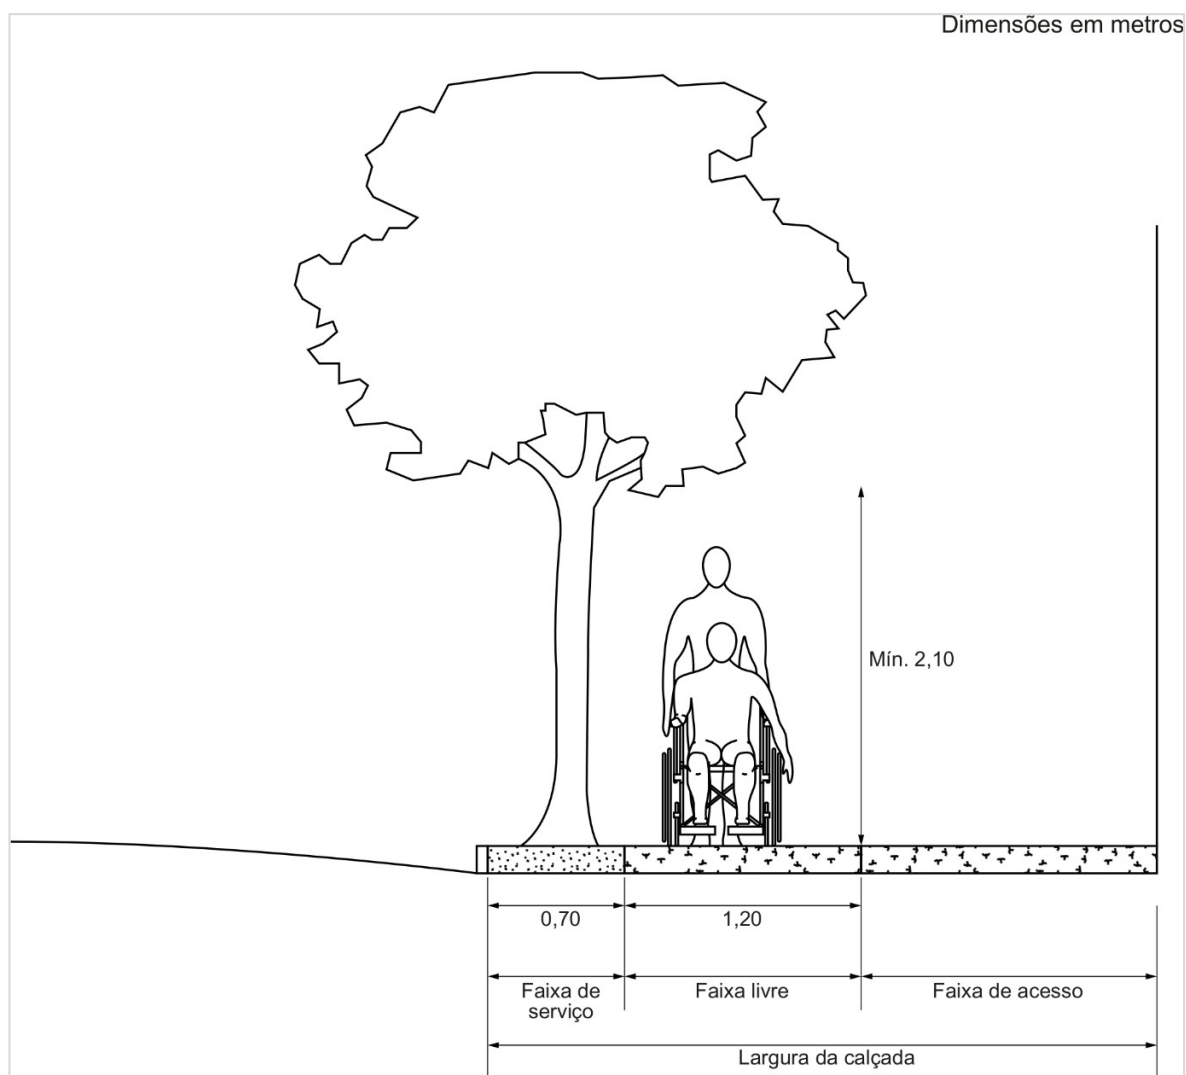 Dimensões em metros
Mín. 2,10
0,70
1,20
Faixa de
serviço
Faixa livre
Faixa de acesso
Largura da calçada